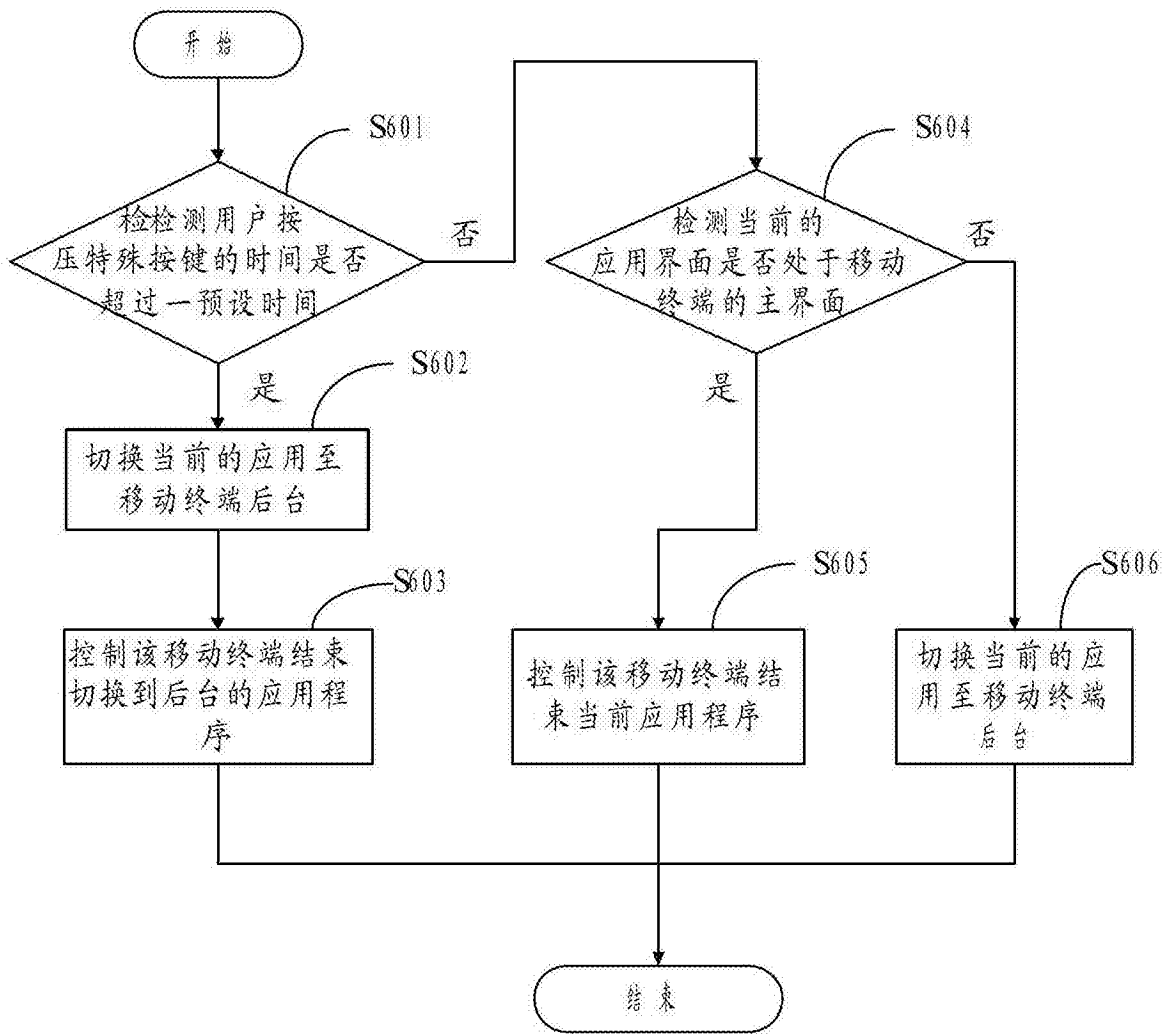 开始
S601
检检测用户按
压特殊按键的时间是否
超过一预设时间
否
是
S602
切换当前的应用至
移动终端后台
S603
控制该移动终端结束
切换到后台的应用程
序
S604
检测当前的
应用界面是否处于移动
终端的主界面
否
是
S605
控制该移动终端结
束当前应用程序
S606
切换当前的应
用至移动终端
后台
结束